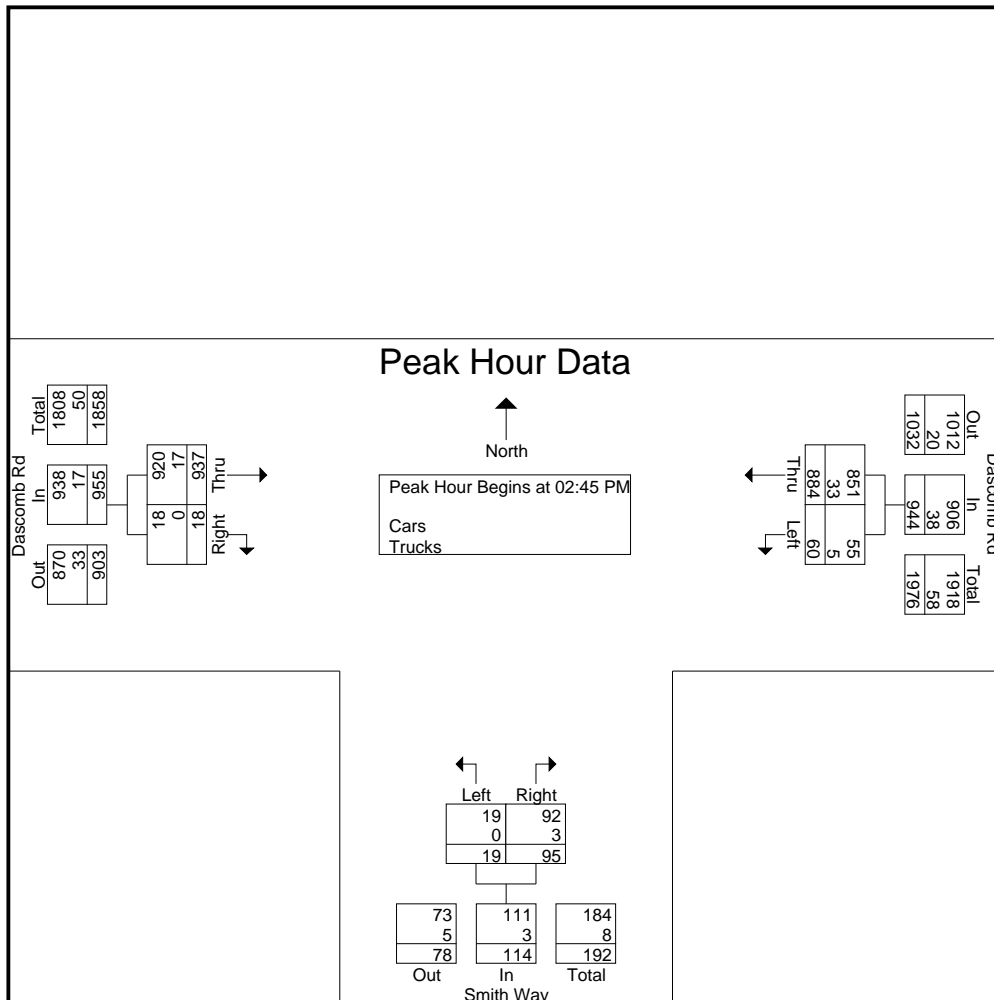 Peak Hour Data
North
Peak Hour Begins at 02:45 PM
Cars
Trucks
Dascomb Rd
Total
1808
50
1858
In
938
17
955
Out
870
33
903
Thru
920
17
937
Right
18
0
18
Dascomb Rd
Out
1012
20
1032
In
906
38
944
Total
1918
58
1976
Thru
851
33
884
Left
55
5
60
Left Right
19 92
0 3
19 95
73 111 184
5 3 8
78 114 192
Out In Total
Smith Way